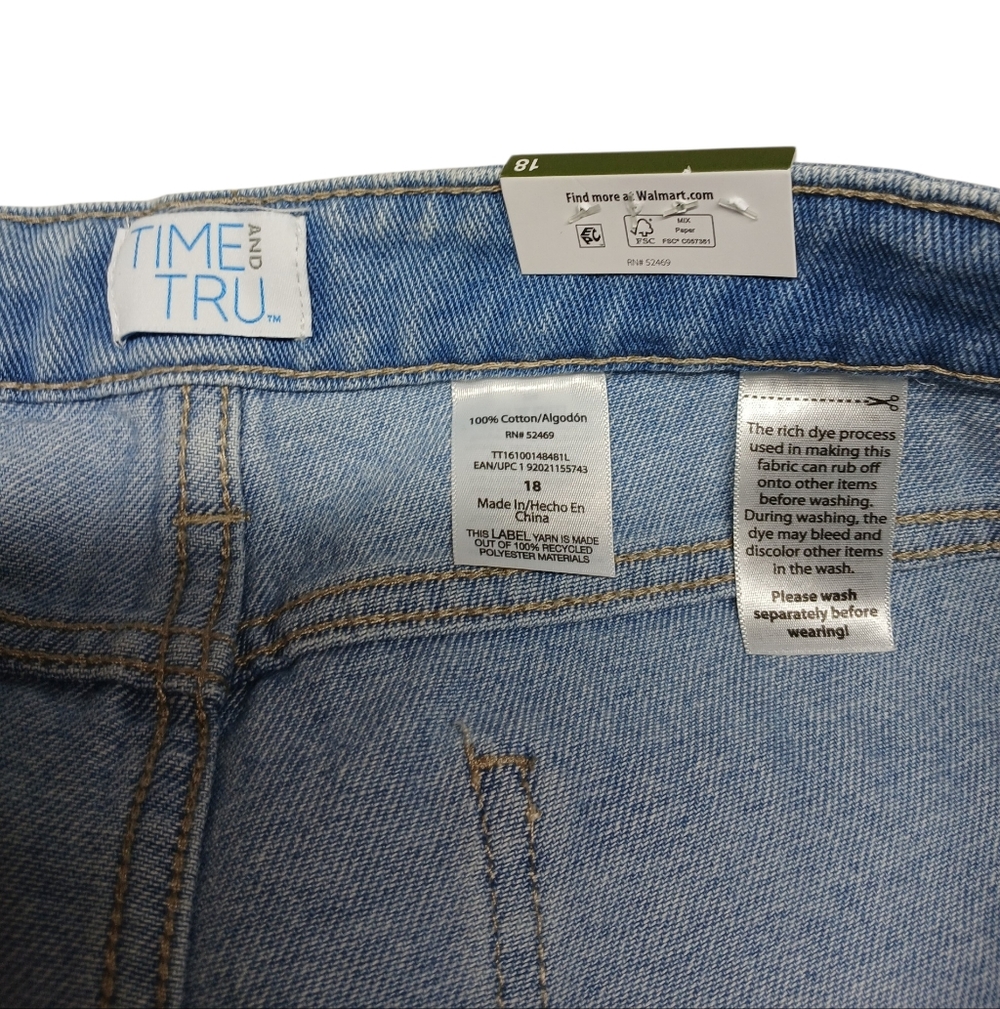 18
Find more at Walmart.com
FSC
MIX
Paper
FSC® C057361
RN# 52469
TIME AND
TRU™
100% Cotton/Algodón
RN# 52469
TT16100148481L
EAN/UPC 1 92021155743
18
Made In/Hecho En
China
THIS LABEL YARN IS MADE
OUT OF 100% RECYCLED
POLYESTER MATERIALS
The rich dye process
used in making this
fabric can rub off
onto other items
before washing.
During washing, the
dye may bleed and
discolor other items
in the wash.
Please wash
separately before
wearing!